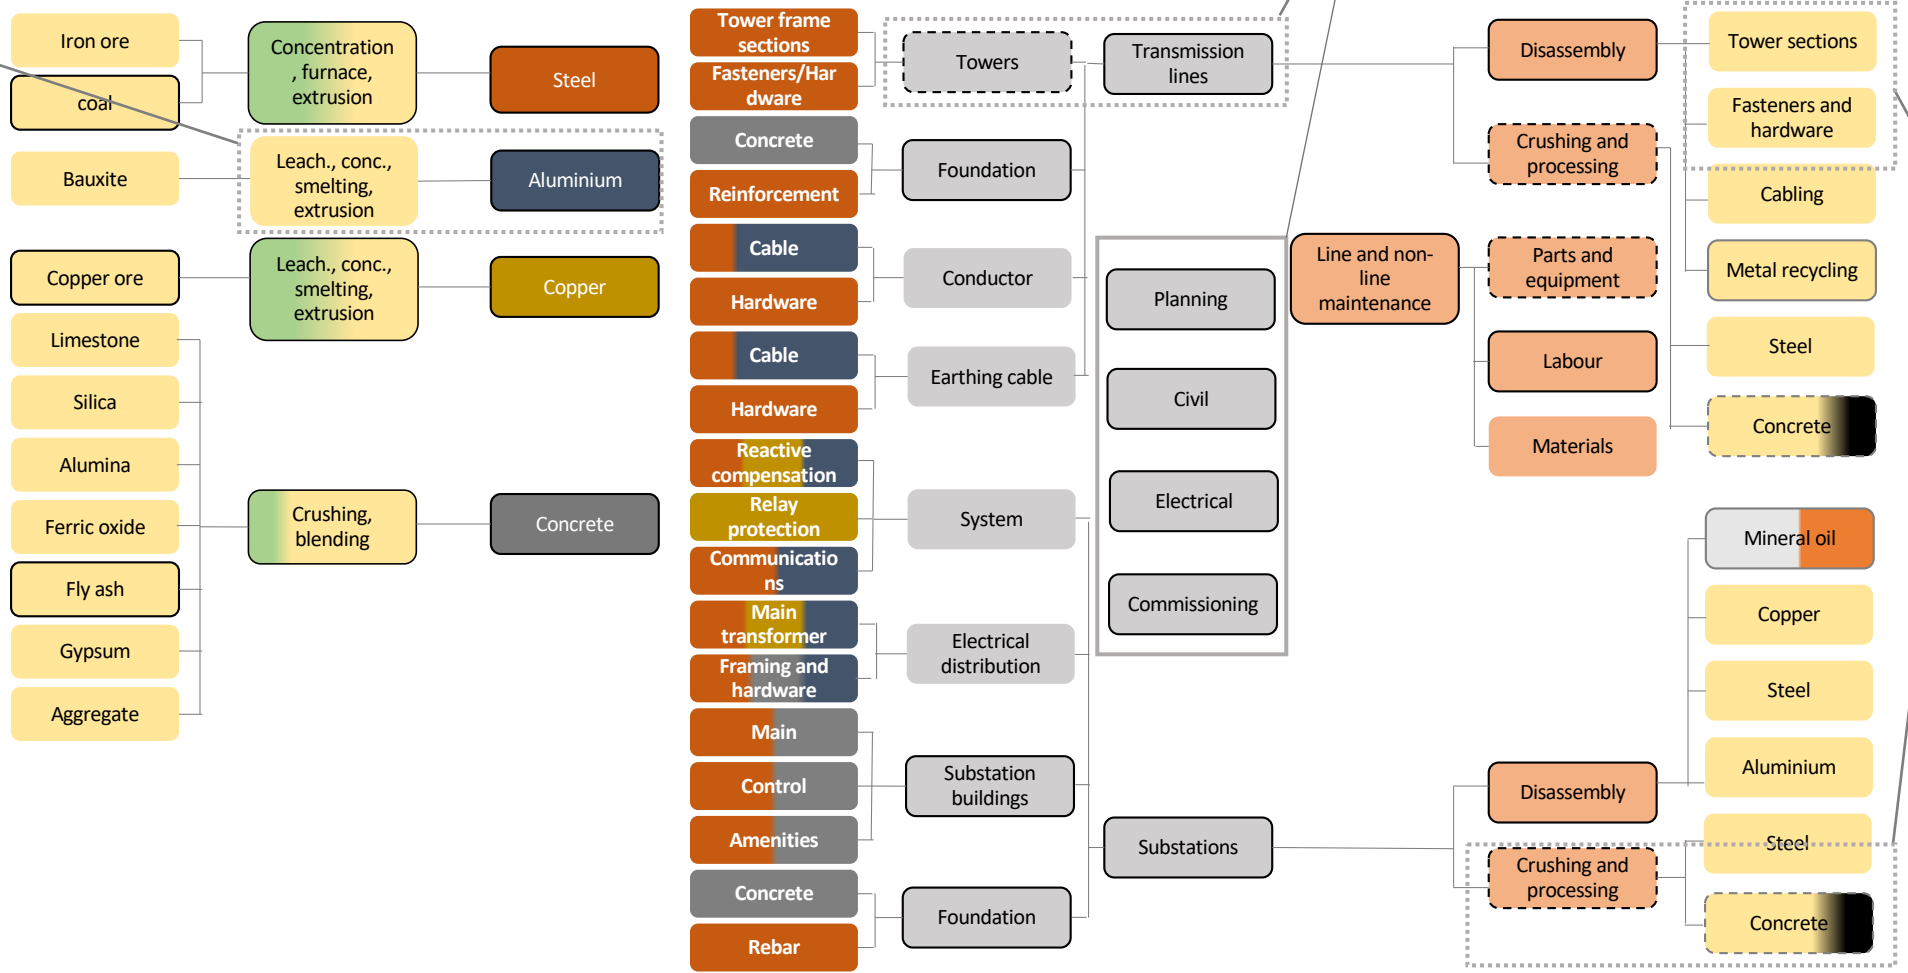 Iron ore
coal
Bauxite
Copper ore
Limestone
Silica
Alumina
Ferric oxide
Fly ash
Gypsum
Aggregate
Concentration
, furnace,
extrusion
Leach., conc.,
smelting,
extrusion
Leach., conc.,
smelting,
extrusion
Crushing,
blending
Steel
Aluminium
Copper
Concrete
Tower frame
sections
Fasteners/Har
dware
Concrete
Reinforcement
Cable
Hardware
Cable
Hardware
Reactive
compensation
Relay
protection
Communicatio
ns
Main
transformer
Framing and
hardware
Main
Control
Amenities
Concrete
Rebar
Towers
Foundation
Conductor
Earthing cable
System
Electrical
distribution
Substation
buildings
Foundation
Transmission
lines
Planning
Civil
Electrical
Commissioning
Substations
Line and non-
line
maintenance
Disassembly
Crushing and
processing
Parts and
equipment
Labour
Materials
Disassembly
Crushing and
processing
Tower sections
Fasteners and
hardware
Cabling
Metal recycling
Steel
Concrete
Mineral oil
Copper
Steel
Aluminium
Steel
Concrete